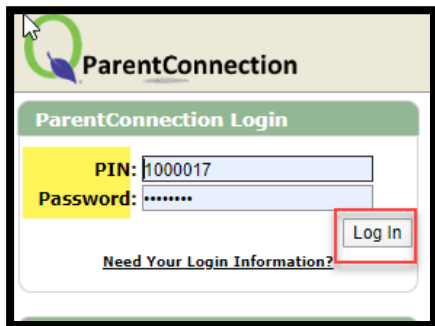 ParentConnection
ParentConnection Login
PIN: 1000017
Password: ••••••••
Log In
Need Your Login Information?